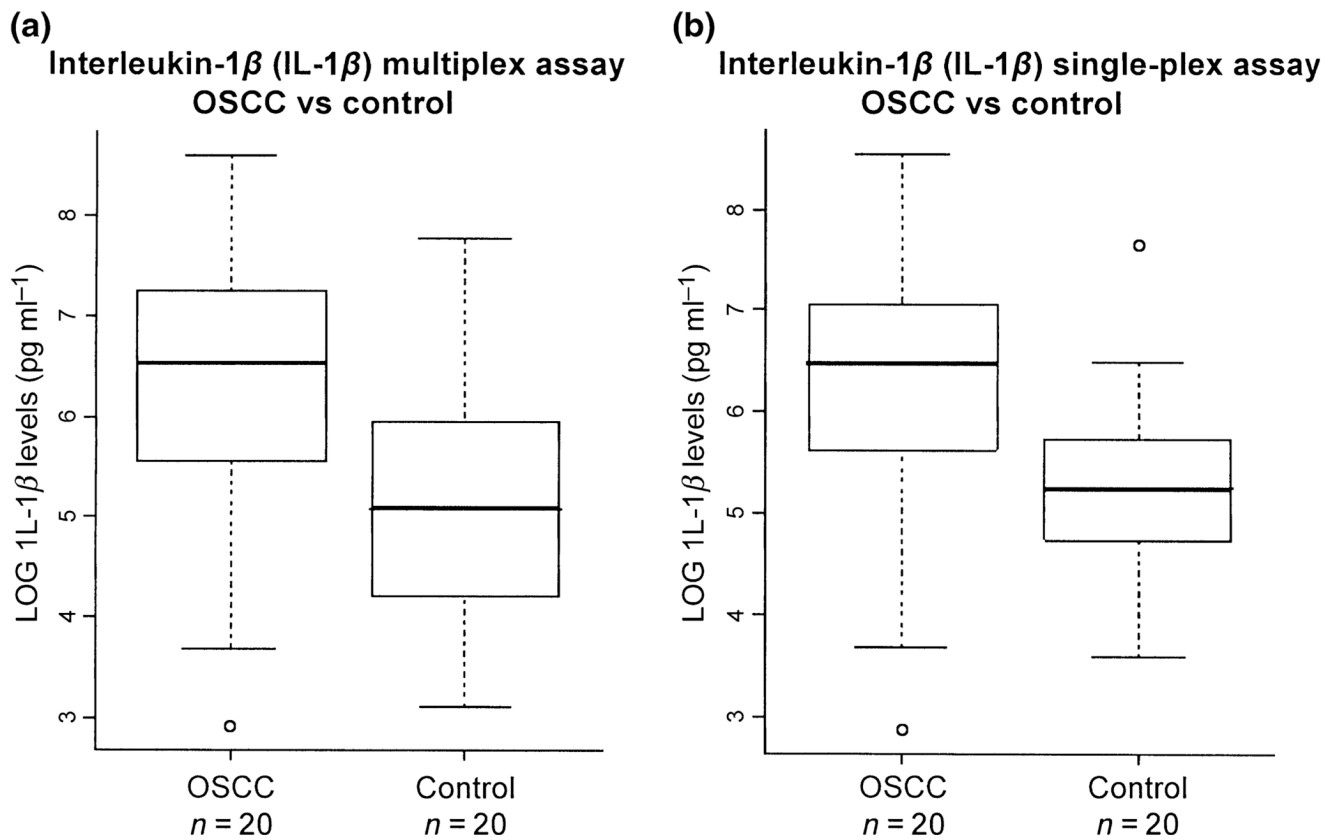 (a)
Interleukin-1β (IL-1β) multiplex assay
OSCC vs control
LOG 1L-1β levels (pg ml⁻¹)
8
7
6
5
4
3
OSCC
n = 20
Control
n = 20
(b)
Interleukin-1β (IL-1β) single-plex assay
OSCC vs control
LOG 1L-1β levels (pg ml⁻¹)
8
7
6
5
4
3
OSCC
n = 20
Control
n = 20